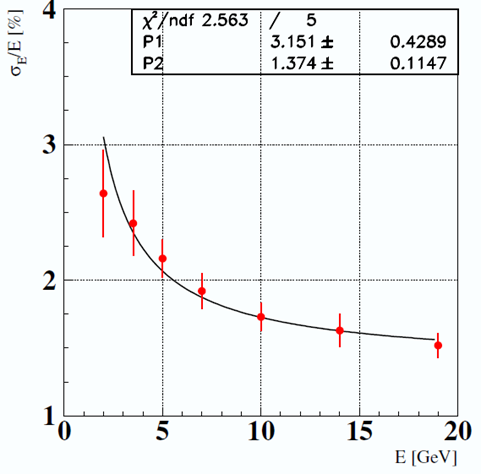 χ²/ndf 2.563 / 5
P1 3.151 ± 0.4289
P2 1.374 ± 0.1147
σE/E [%]
4
3
2
1
0 5 10 15 20
E [GeV]